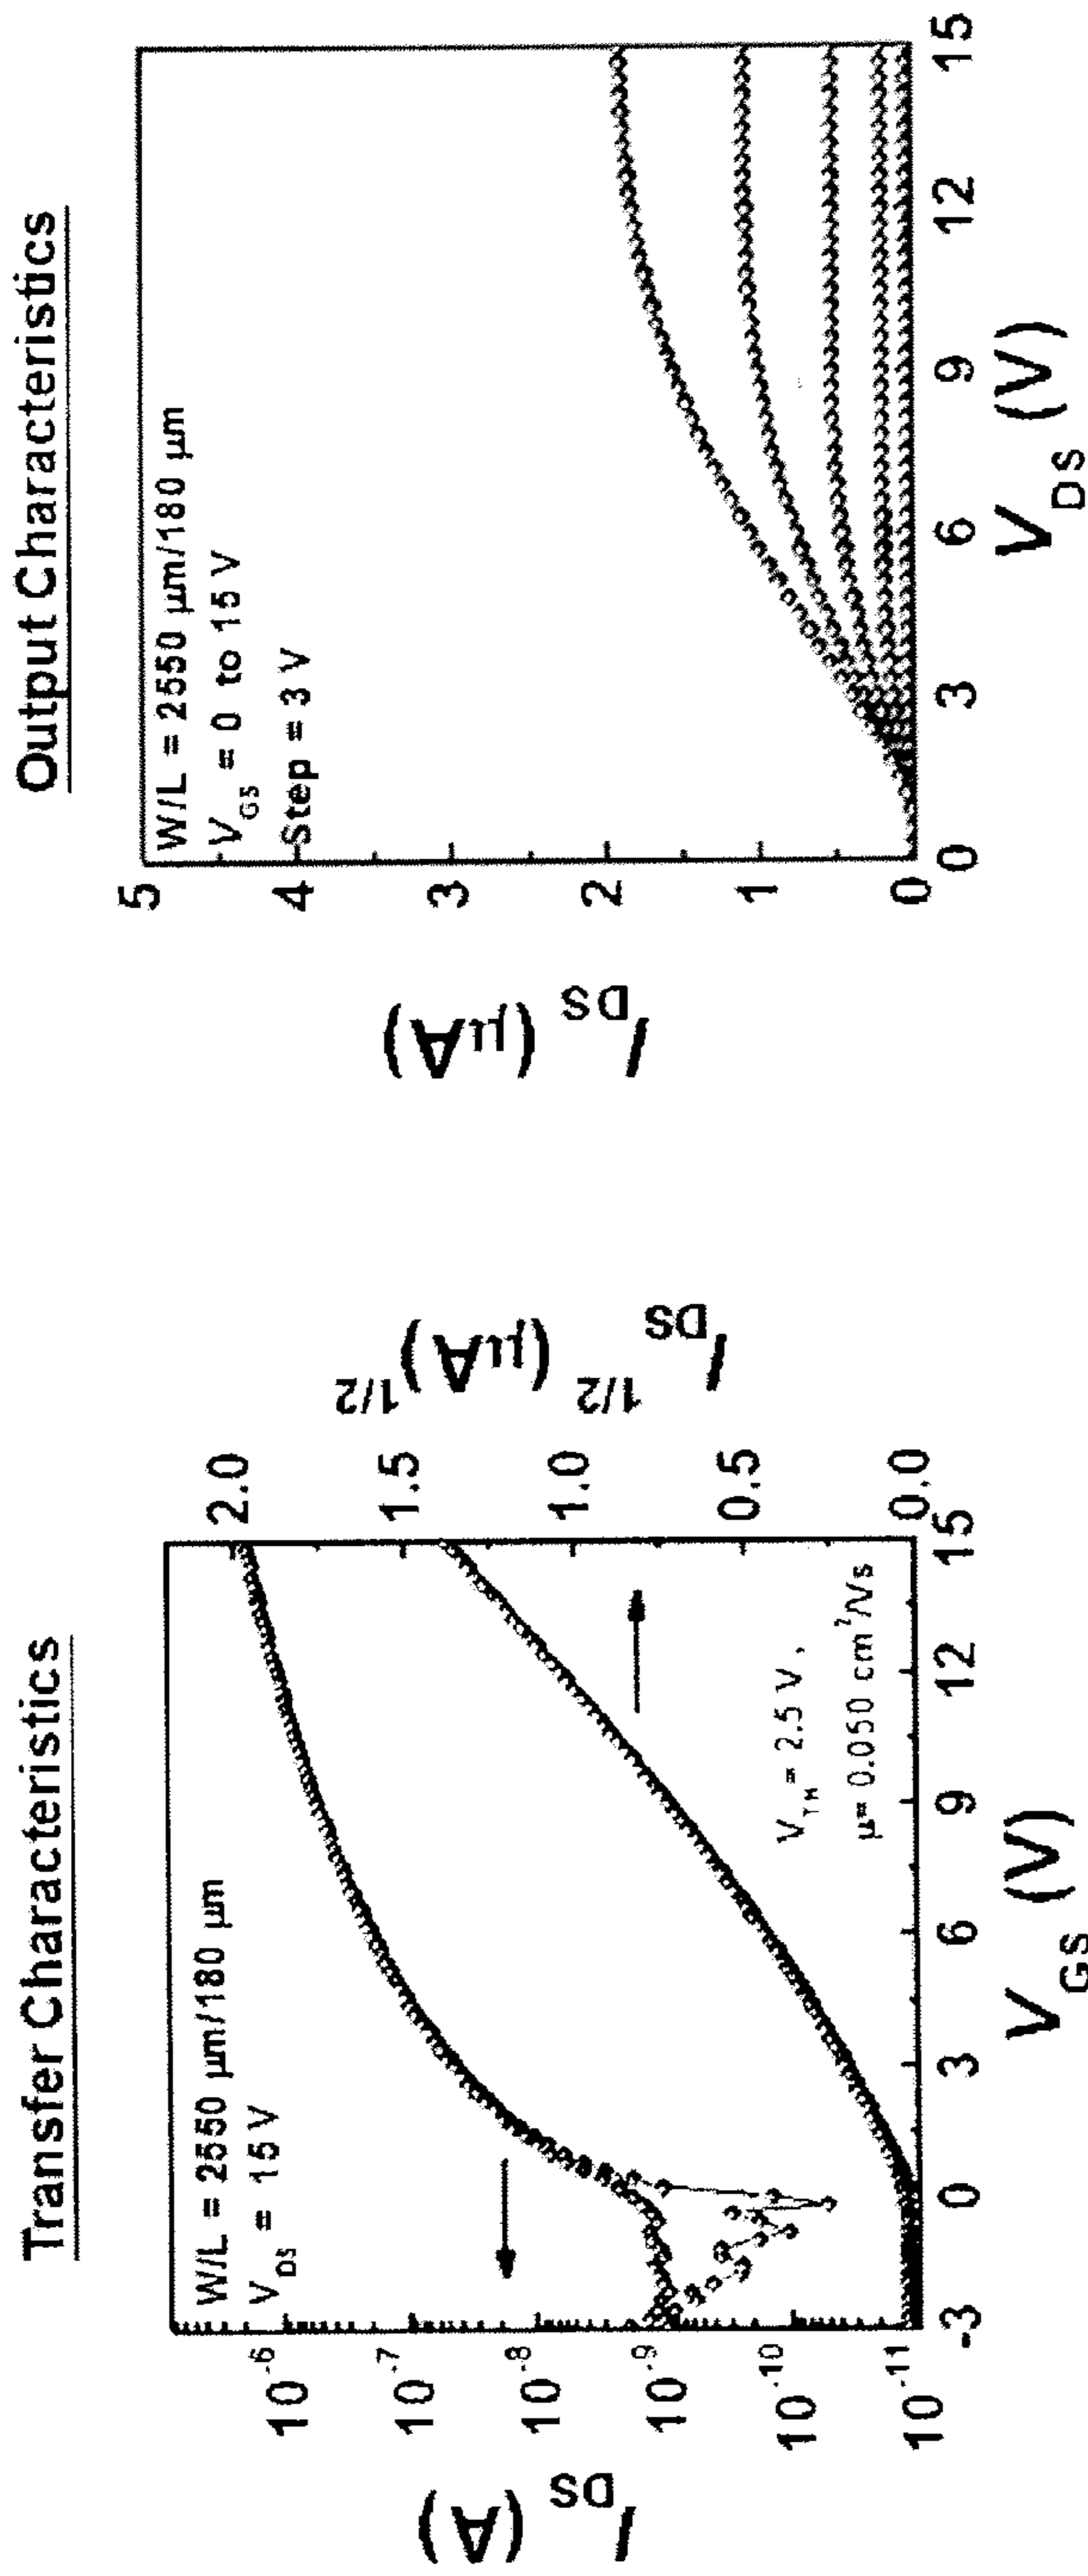 Transfer Characteristics
W/L = 2550 µm/180 µm
V_DS = 15 V
10^-6
10^-7
10^-8
10^-9
10^-10
10^-11
I_DS (A)
2.0
1.5
1.0
0.5
0.0
I_DS^1/2 (µA)^1/2
V_TH = 2.5 V ,
µ= 0.050 cm²/Vs
-3 0 3 6 9 12 15
V_GS (V)
Output Characteristics
W/L = 2550 µm/180 µm
V_GS = 0 to 15 V
Step = 3 V
5
4
3
2
1
0
I_DS (µA)
0 3 6 9 12 15
V_DS (V)